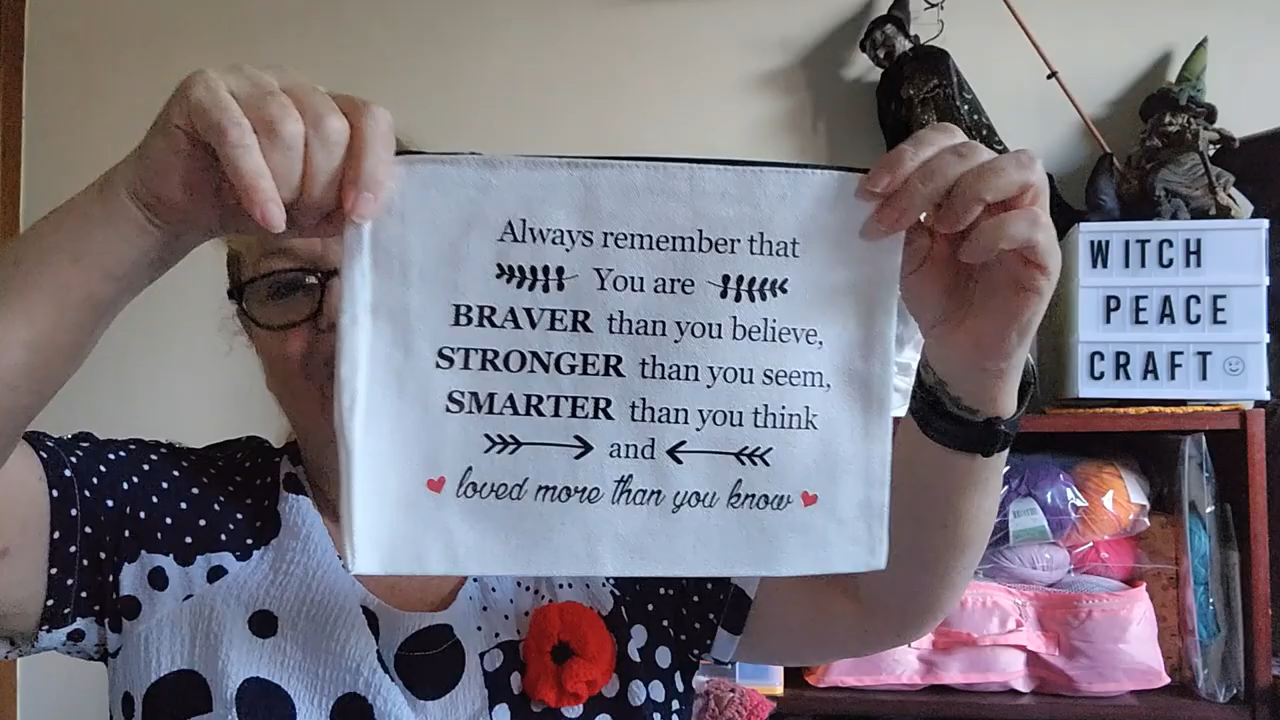 Always remember that
You are
BRAVER than you believe,
STRONGER than you seem,
SMARTER than you think
and
loved more than you know
WITCH
PEACE
CRAFT